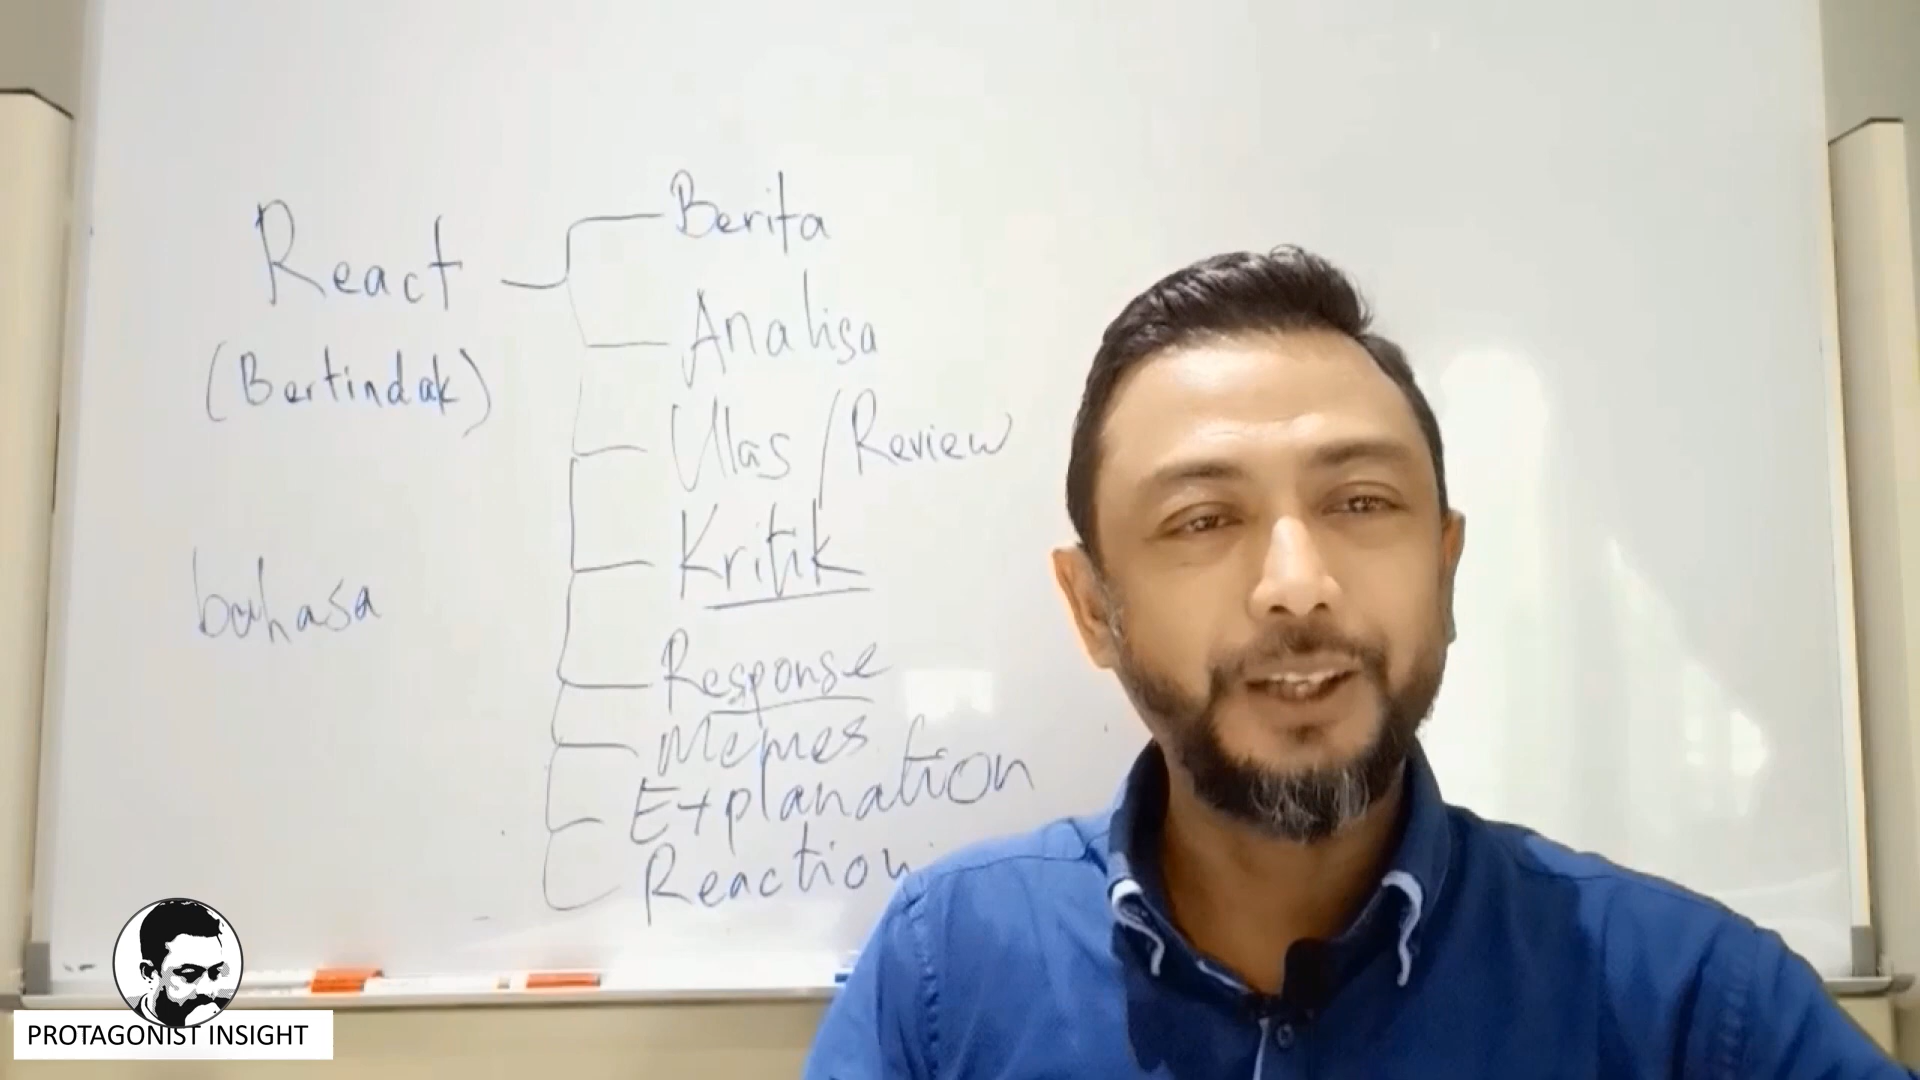 React
(Bertindak)
bahasa
Berita
Analisa
Ulas / Review
Kritik
Response
Memes
Explanation
Reaction
PROTAGONIST INSIGHT